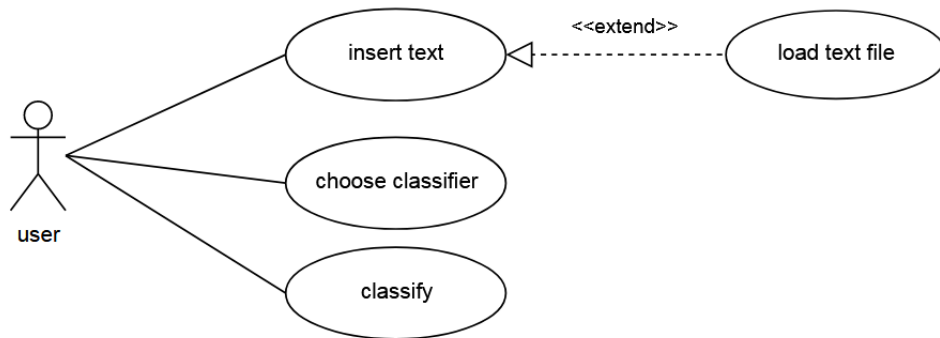 insert text
<<extend>>
load text file
choose classifier
user
classify